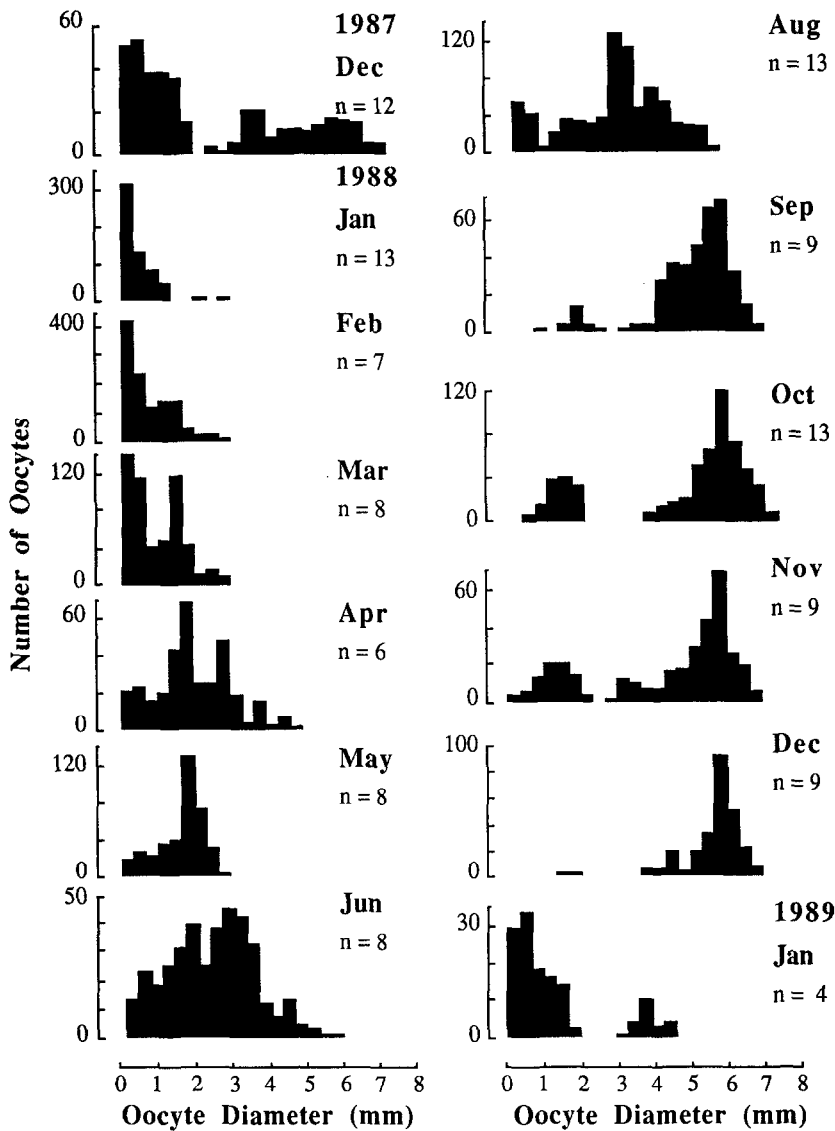 Number of Oocytes
60
0
1987
Dec
n = 12
300
0
1988
Jan
n = 13
400
0
Feb
n = 7
120
0
Mar
n = 8
60
0
Apr
n = 6
120
0
May
n = 8
50
0
Jun
n = 8
0 1 2 3 4 5 6 7 8
Oocyte Diameter (mm)
120
0
Aug
n = 13
60
0
Sep
n = 9
120
0
Oct
n = 13
60
0
Nov
n = 9
100
0
Dec
n = 9
30
0
1989
Jan
n = 4
0 1 2 3 4 5 6 7 8
Oocyte Diameter (mm)